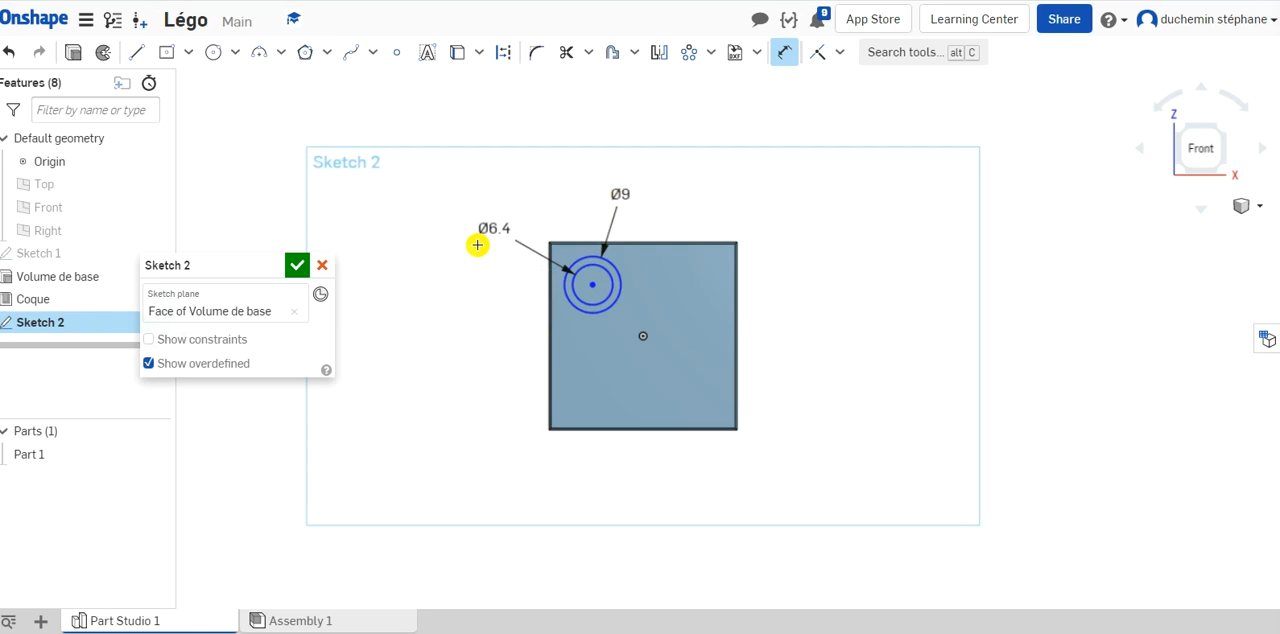 Onshape
Légo
Main
9
App Store
Learning Center
Share
duchemin stéphane
Search tools... alt C
Features (8)
Filter by name or type
Default geometry
Origin
Top
Front
Right
Sketch 1
Volume de base
Coque
Sketch 2
Parts (1)
Part 1
Sketch 2
Sketch plane
Face of Volume de base
Show constraints
Show overdefined
Sketch 2
Ø9
Ø6.4
Z
Front
X
Part Studio 1
Assembly 1